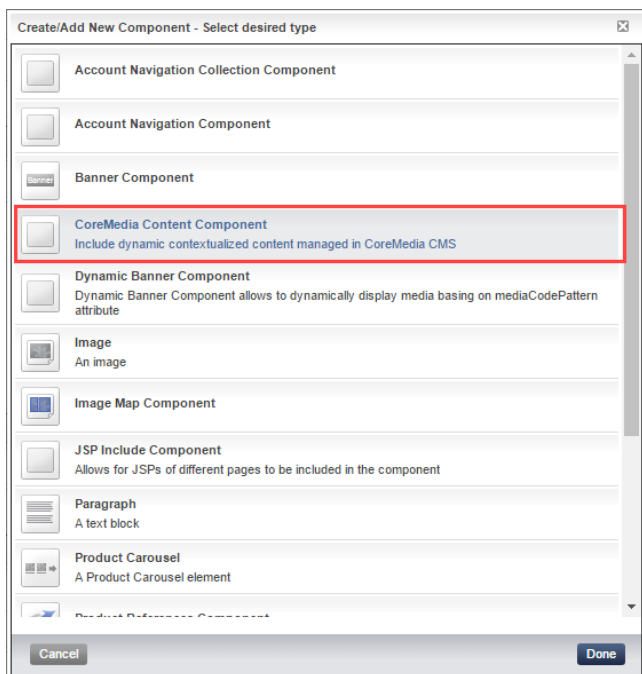 Create/Add New Component - Select desired type
Account Navigation Collection Component
Account Navigation Component
Banner
Banner Component
CoreMedia Content Component
Include dynamic contextualized content managed in CoreMedia CMS
Dynamic Banner Component
Dynamic Banner Component allows to dynamically display media basing on mediaCodePattern
attribute
Image
An image
Image Map Component
JSP Include Component
Allows for JSPs of different pages to be included in the component
Paragraph
A text block
Product Carousel
A Product Carousel element
Product References Component
Cancel
Done